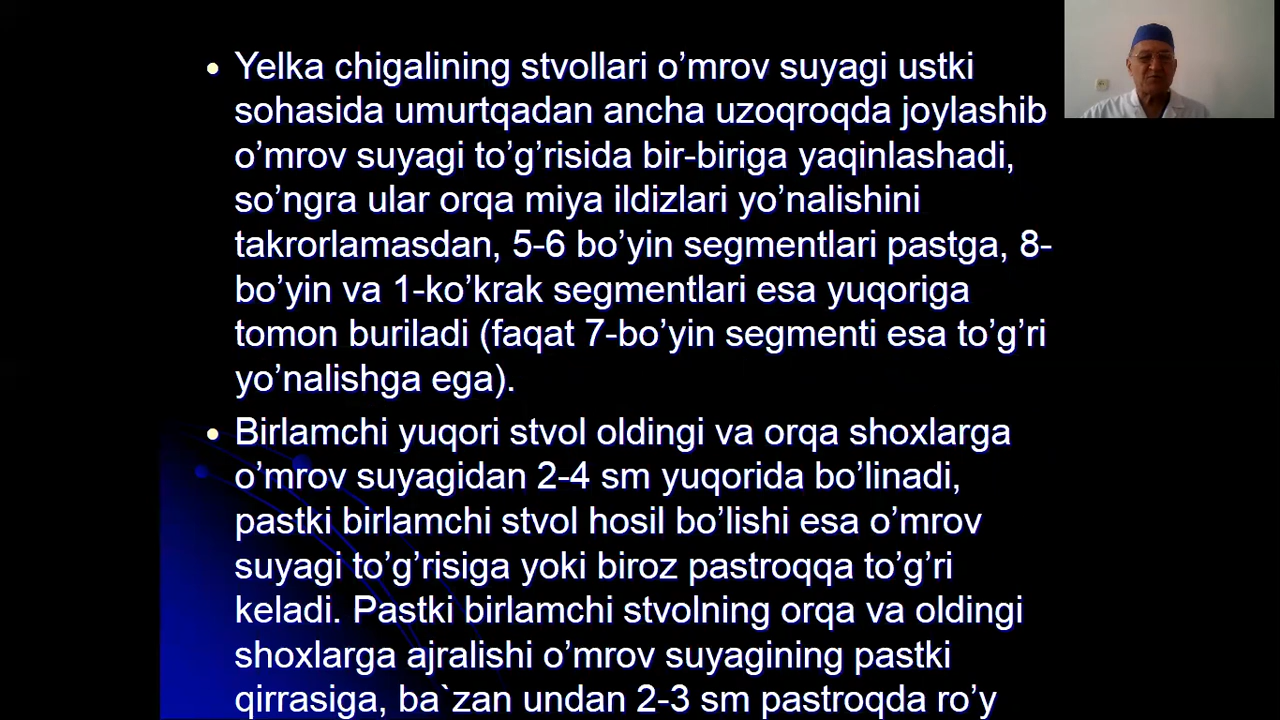 Yelka chigalining stvollari o’mrov suyagi ustki
sohasida umurtqadan ancha uzoqroqda joylashib
o’mrov suyagi to’g’risida bir-biriga yaqinlashadi,
so’ngra ular orqa miya ildizlari yo’nalishini
takrorlamasdan, 5-6 bo’yin segmentlari pastga, 8-
bo’yin va 1-ko’krak segmentlari esa yuqoriga
tomon buriladi (faqat 7-bo’yin segmenti esa to’g’ri
yo’nalishga ega).
Birlamchi yuqori stvol oldingi va orqa shoxlarga
o’mrov suyagidan 2-4 sm yuqorida bo’linadi,
pastki birlamchi stvol hosil bo’lishi esa o’mrov
suyagi to’g’risiga yoki biroz pastroqqa to’g’ri
keladi. Pastki birlamchi stvolning orqa va oldingi
shoxlarga ajralishi o’mrov suyagining pastki
qirrasiga, ba`zan undan 2-3 sm pastroqda ro’y